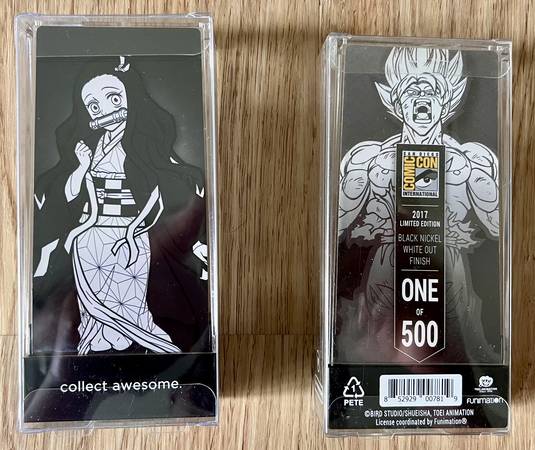 collect awesome.
SAN DIEGO
COMIC CON
INTERNATIONAL
2017
LIMITED EDITION
BLACK NICKEL
WHITE OUT
FINISH
ONE
OF
500
1
PETE
8 52929 00781 9
FUNIMATION
©BIRD STUDIO/SHUEISHA, TOEI ANIMATION
License coordinated by Funimation®